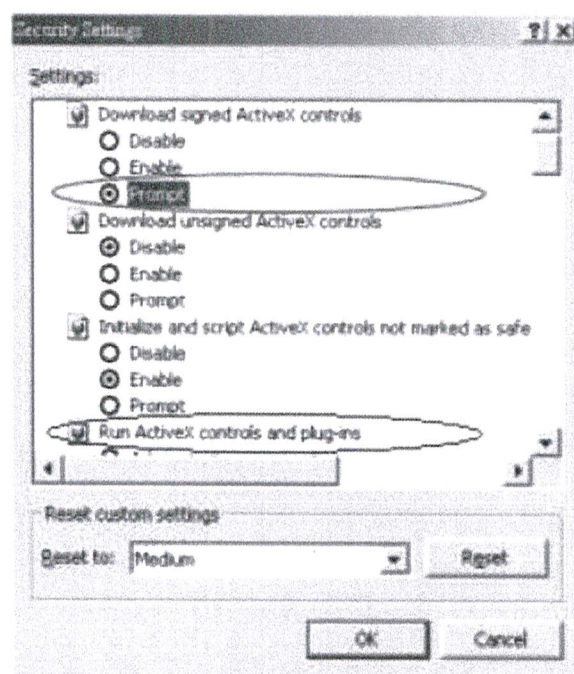 Security Settings
? x
Settings:
Download signed ActiveX controls
Disable
Enable
Prompt
Download unsigned ActiveX controls
Disable
Enable
Prompt
Initialize and script ActiveX controls not marked as safe
Disable
Enable
Prompt
Run ActiveX controls and plug-ins
Reset custom settings
Reset to: Medium Reset
OK Cancel